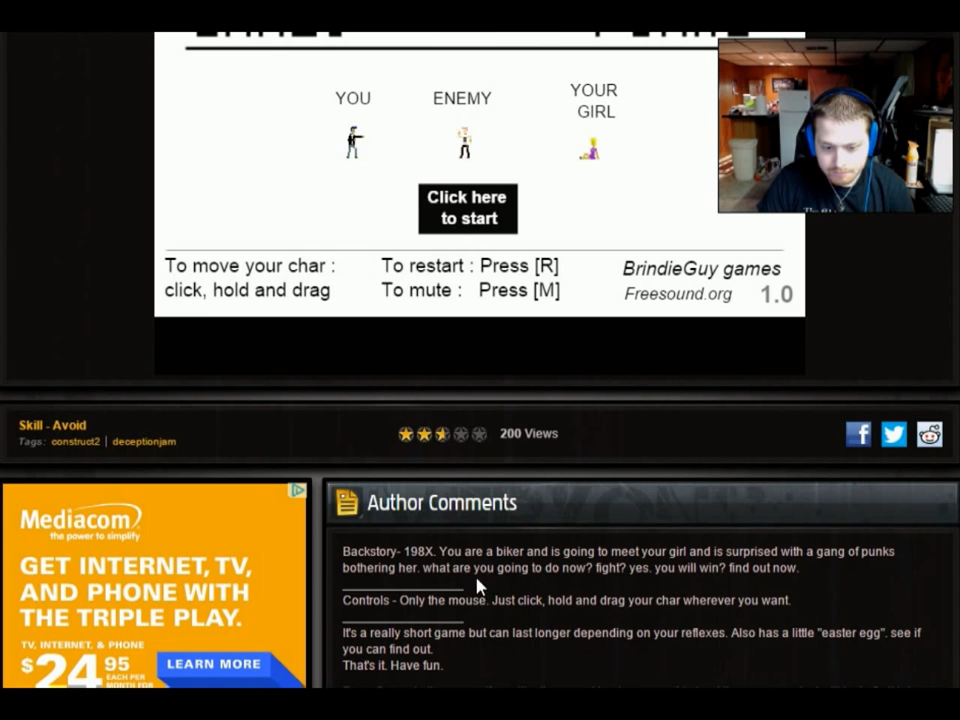 YOU
ENEMY
YOUR
GIRL
Click here
to start
To move your char :
click, hold and drag
To restart : Press [R]
To mute : Press [M]
BrindieGuy games
Freesound.org
1.0
Skill - Avoid
Tags: construct2 | deceptionjam
200 Views
Mediacom
the power to simplify
GET INTERNET, TV,
AND PHONE WITH
THE TRIPLE PLAY.
TV, INTERNET, & PHONE
$24 95
EACH PER
MONTH FOR
LEARN MORE
Author Comments
Backstory- 198X. You are a biker and is going to meet your girl and is surprised with a gang of punks
bothering her. what are you going to do now? fight? yes. you will win? find out now.
Controls - Only the mouse. Just click, hold and drag your char wherever you want.
It's a really short game but can last longer depending on your reflexes. Also has a little "easter egg". see if
you can find out.
That's it. Have fun.